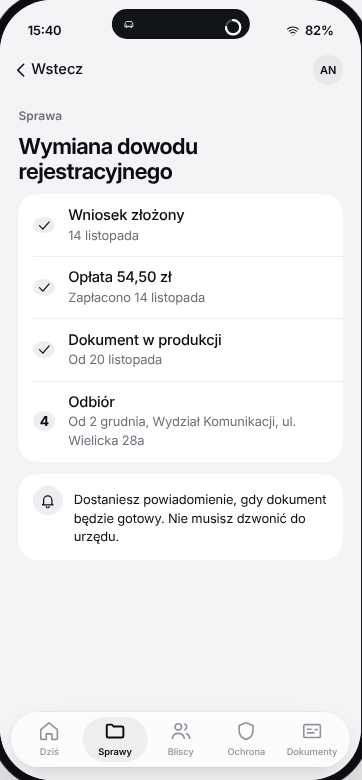 15:40
82%
Wstecz
AN
Sprawa
Wymiana dowodu
rejestracyjnego
Wniosek złożony
14 listopada
Opłata 54,50 zł
Zapłacono 14 listopada
Dokument w produkcji
Od 20 listopada
4
Odbiór
Od 2 grudnia, Wydział Komunikacji, ul.
Wielicka 28a
Dostaniesz powiadomienie, gdy dokument
będzie gotowy. Nie musisz dzwonić do
urzędu.
Dziś
Sprawy
Bliscy
Ochrona
Dokumenty